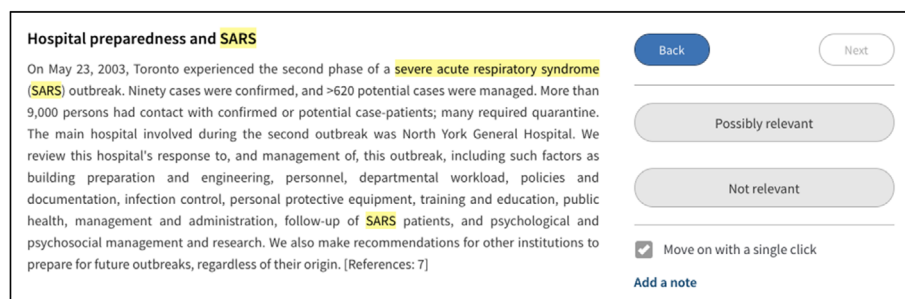 Hospital preparedness and SARS
On May 23, 2003, Toronto experienced the second phase of a severe acute respiratory syndrome
(SARS) outbreak. Ninety cases were confirmed, and >620 potential cases were managed. More than
9,000 persons had contact with confirmed or potential case-patients; many required quarantine.
The main hospital involved during the second outbreak was North York General Hospital. We
review this hospital's response to, and management of, this outbreak, including such factors as
building preparation and engineering, personnel, departmental workload, policies and
documentation, infection control, personal protective equipment, training and education, public
health, management and administration, follow-up of SARS patients, and psychological and
psychosocial management and research. We also make recommendations for other institutions to
prepare for future outbreaks, regardless of their origin. [References: 7]
Back
Next
Possibly relevant
Not relevant
Move on with a single click
Add a note